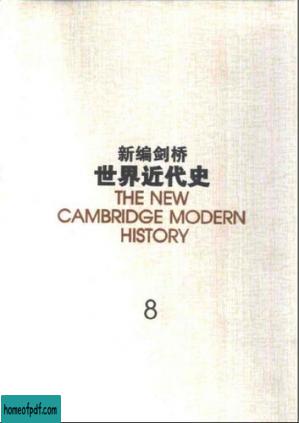 新编剑桥
世界近代史
THE NEW
CAMBRIDGE MODERN
HISTORY
8
homeofpdf.com